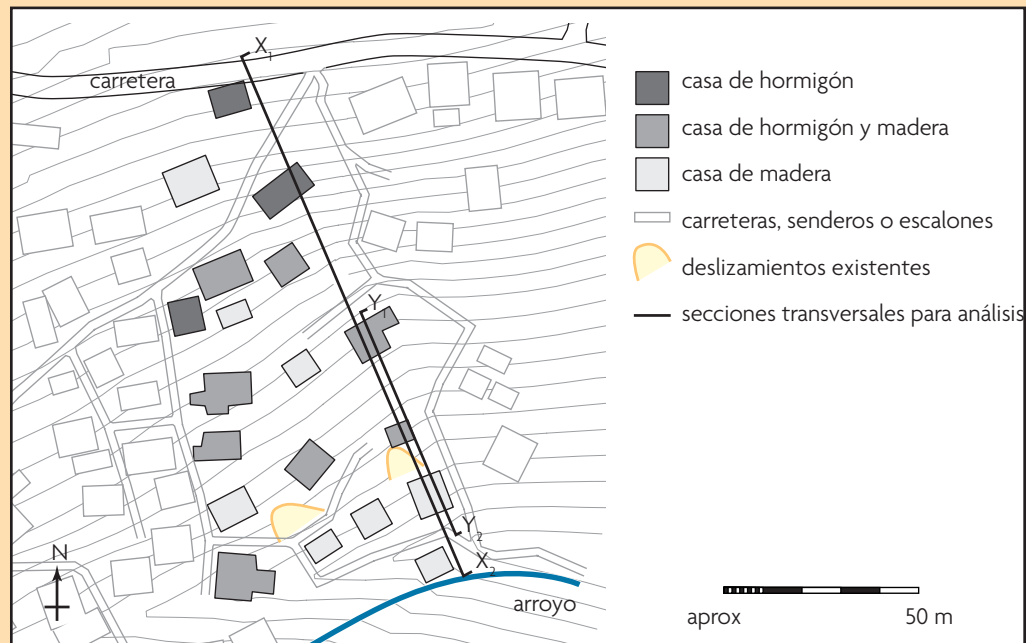 X1
carretera
Y1
Y2
X2
N
arroyo
casa de hormigón
casa de hormigón y madera
casa de madera
carreteras, senderos o escalones
deslizamientos existentes
secciones transversales para análisis
aprox 50 m